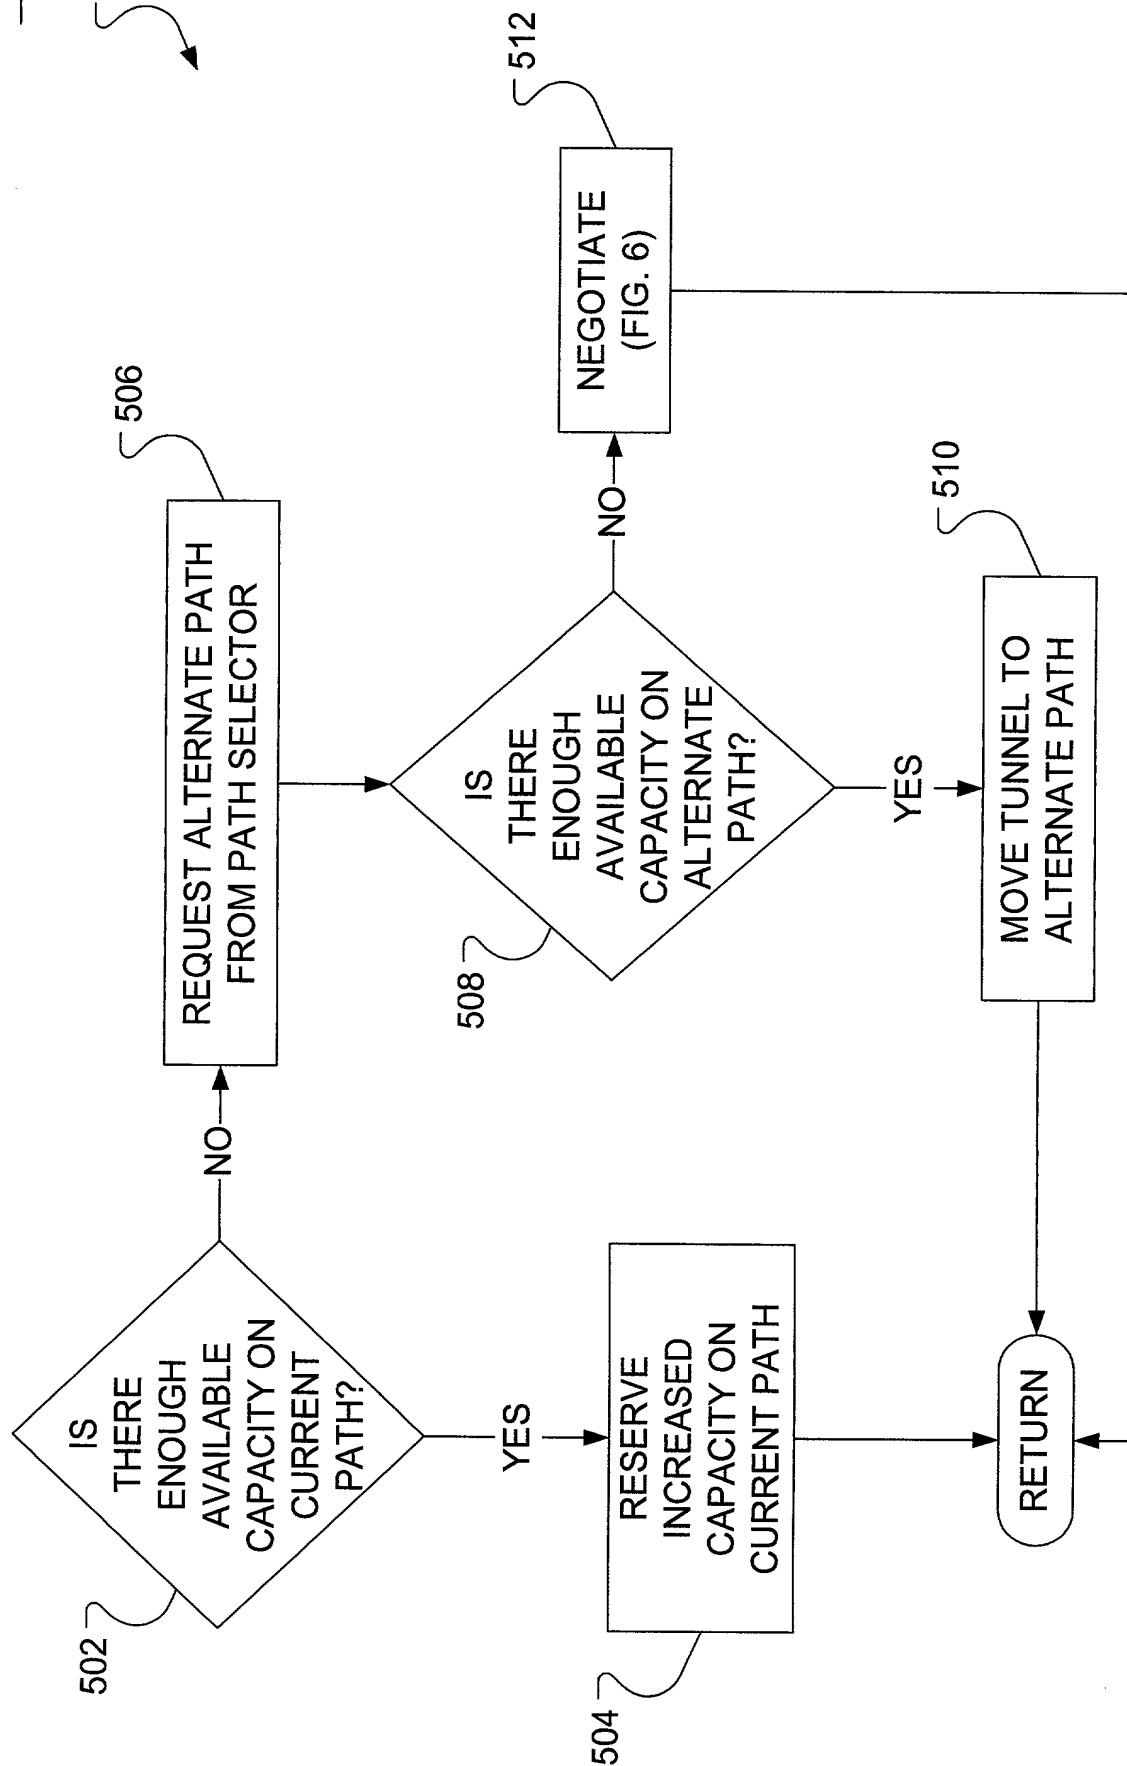 502
IS
THERE
ENOUGH
AVAILABLE
CAPACITY ON
CURRENT
PATH?
NO
YES
504
RESERVE
INCREASED
CAPACITY ON
CURRENT PATH
506
REQUEST ALTERNATE PATH
FROM PATH SELECTOR
508
IS
THERE
ENOUGH
AVAILABLE
CAPACITY ON
ALTERNATE
PATH?
NO
YES
512
NEGOTIATE
(FIG. 6)
510
MOVE TUNNEL TO
ALTERNATE PATH
RETURN